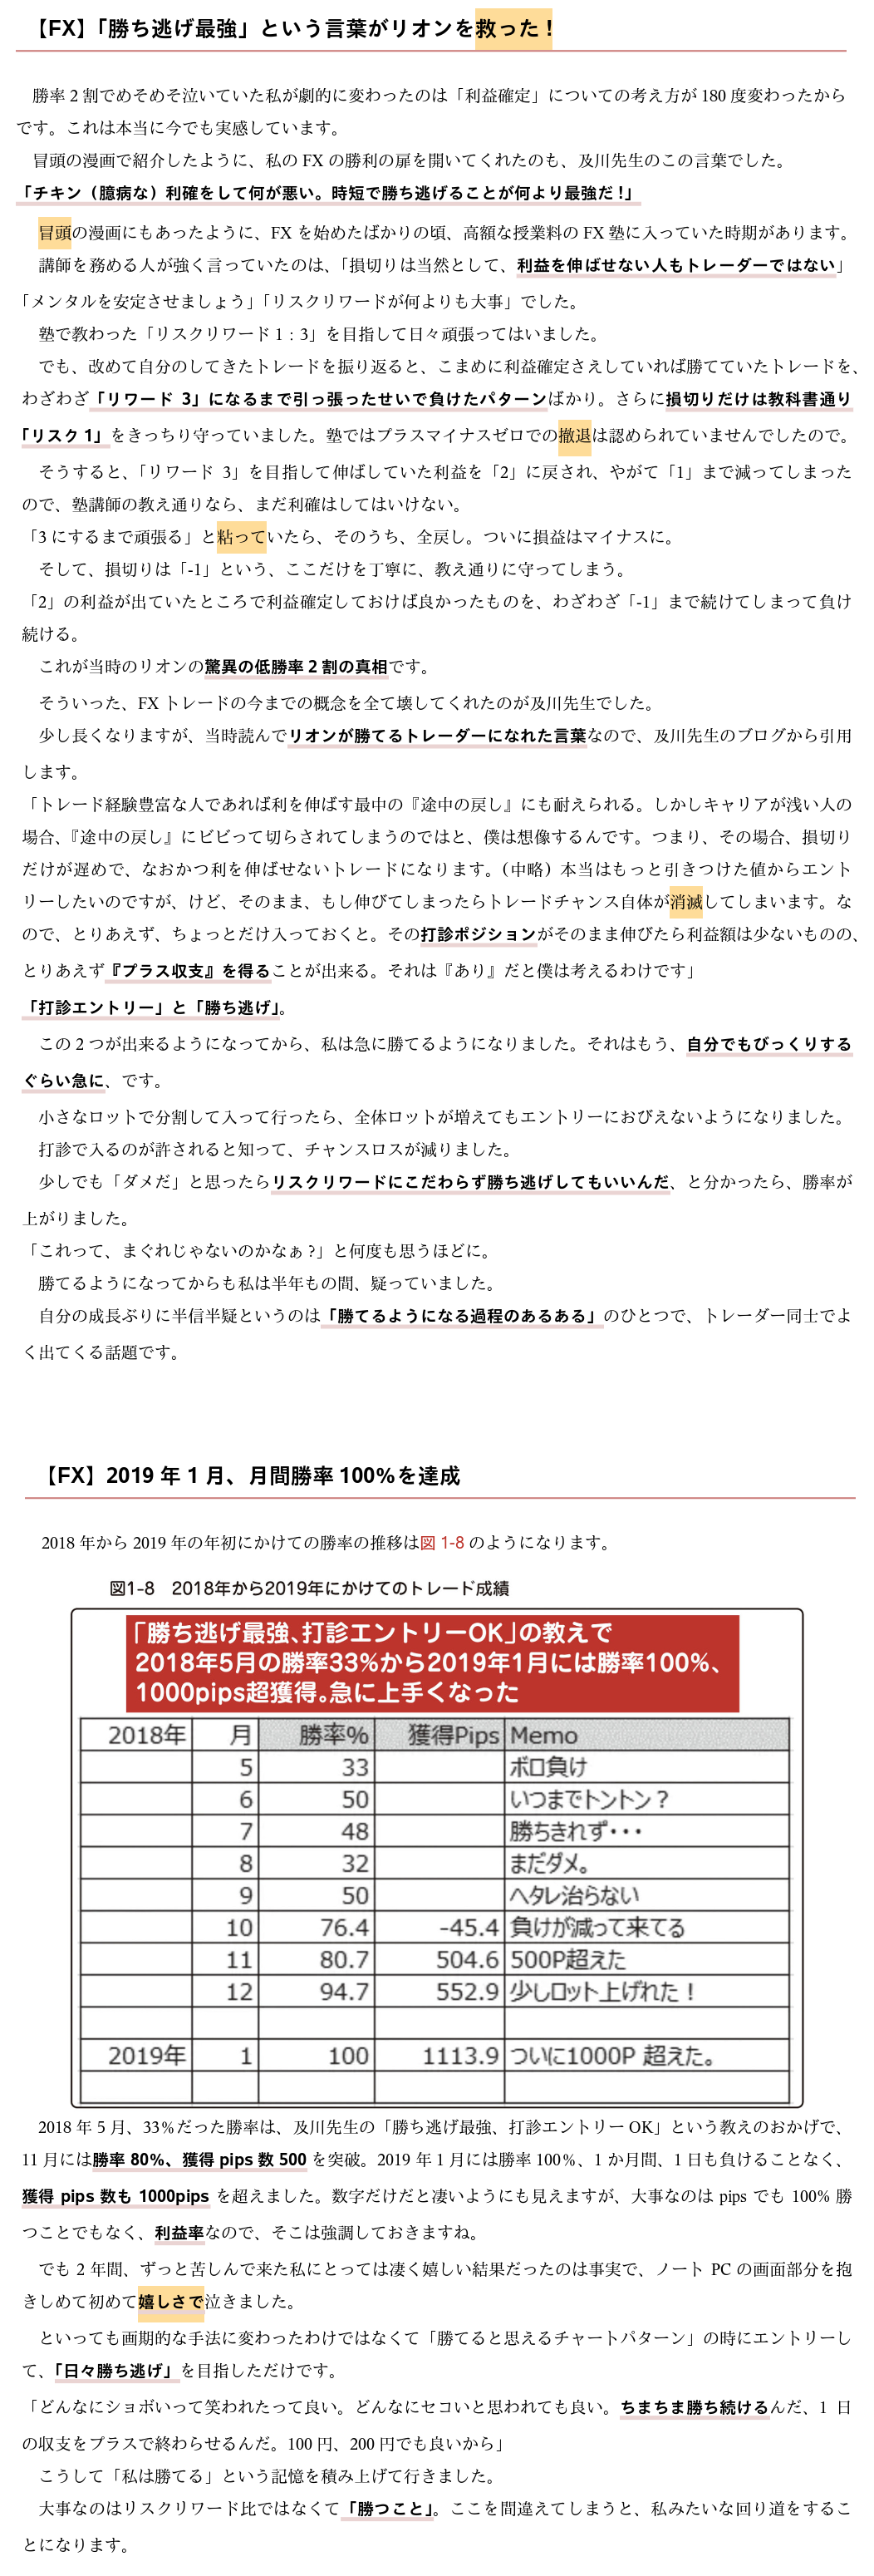 【FX】「勝ち逃げ最強」という言葉がリオンを救った！
勝率２割でめそめそ泣いていた私が劇的に変わったのは「利益確定」についての考え方が 180 度変わったから
です。これは本当に今でも実感しています。
冒頭の漫画で紹介したように、私の FX の勝利の扉を開いてくれたのも、及川先生のこの言葉でした。
「チキン（臆病な）利確をして何が悪い。時短で勝ち逃げることが何より最強だ！」
冒頭の漫画にもあったように、FX を始めたばかりの頃、高額な授業料の FX 塾に入っていた時期があります。
講師を務める人が強く言っていたのは、「損切りは当然として、利益を伸ばせない人もトレーダーではない」
「メンタルを安定させましょう」「リスクリワードが何よりも大事」でした。
塾で教わった「リスクリワード 1：3」を目指して日々頑張ってはいました。
でも、改めて自分のしてきたトレードを振り返ると、こまめに利益確定さえしていれば勝てていたトレードを、
わざわざ「リワード 3」になるまで引っ張ったせいで負けたパターンばかり。さらに損切りだけは教科書通り
「リスク 1」をきっちり守っていました。塾ではプラスマイナスゼロでの撤退は認められていませんでしたので。
そうすると、「リワード 3」を目指して伸ばしていた利益を「2」に戻され、やがて「1」まで減ってしまった
ので、塾講師の教え通りなら、まだ利確はしてはいけない。
「3 にするまで頑張る」と粘っていたら、そのうち、全戻し。ついに損益はマイナスに。
そして、損切りは「-1」という、ここだけを丁寧に、教え通りに守ってしまう。
「2」の利益が出ていたところで利益確定しておけば良かったものを、わざわざ「-1」まで続けてしまって負け
続ける。
これが当時のリオンの驚異の低勝率 2 割の真相です。
そういった、FX トレードの今までの概念を全て壊してくれたのが及川先生でした。
少し長くなりますが、当時読んでリオンが勝てるトレーダーになれた言葉なので、及川先生のブログから引用
します。
「トレード経験豊富な人であれば利を伸ばす最中の『途中の戻し』にも耐えられる。しかしキャリアが浅い人の
場合、『途中の戻し』にビビって切らされてしまうのではと、僕は想像するんです。つまり、その場合、損切り
だけが遅めで、なおかつ利を伸ばせないトレードになります。（中略）本当はもっと引きつけた値からエント
リーしたいのですが、けど、そのまま、もし伸びてしまったらトレードチャンス自体が消滅してしまいます。な
ので、とりあえず、ちょっとだけ入っておくと。その打診ポジションがそのまま伸びたら利益額は少ないものの、
とりあえず『プラス収支』を得ることが出来る。それは『あり』だと僕は考えるわけです」
「打診エントリー」と「勝ち逃げ」。
この 2 つが出来るようになってから、私は急に勝てるようになりました。それはもう、自分でもびっくりする
ぐらい急に、です。
小さなロットで分割して入って行ったら、全体ロットが増えてもエントリーにおびえないようになりました。
打診で入るのが許されると知って、チャンスロスが減りました。
少しでも「ダメだ」と思ったらリスクリワードにこだわらず勝ち逃げしてもいいんだ、と分かったら、勝率が
上がりました。
「これって、まぐれじゃないのかなぁ？」と何度も思うほどに。
勝てるようになってからも私は半年もの間、疑っていました。
自分の成長ぶりに半信半疑というのは「勝てるようになる過程のあるある」のひとつで、トレーダー同士でよ
く出てくる話題です。
【FX】2019 年 1 月、月間勝率 100％を達成
2018 年から 2019 年の年初にかけての勝率の推移は図 1-8 のようになります。
図1-8　2018年から2019年にかけてのトレード成績
「勝ち逃げ最強、打診エントリーOK」の教えで
2018年5月の勝率33％から2019年1月には勝率100％、
1000pips超獲得。急に上手くなった
2018年 月 勝率% 獲得Pips Memo
5 33 ボロ負け
6 50 いつまでトントン？
7 48 勝ちきれず・・・
8 32 まだダメ。
9 50 ヘタレ治らない
10 76.4 -45.4 負けが減って来てる
11 80.7 504.6 500P超えた
12 94.7 552.9 少しロット上げれた！
2019年 1 100 1113.9 ついに1000P 超えた。
2018 年 5 月、33％だった勝率は、及川先生の「勝ち逃げ最強、打診エントリー OK」という教えのおかげで、
11 月には勝率 80％、獲得 pips 数 500 を突破。2019 年 1 月には勝率 100％、1 か月間、1 日も負けることなく、
獲得 pips 数も 1000pips を超えました。数字だけだと凄いようにも見えますが、大事なのは pips でも 100% 勝
つことでもなく、利益率なので、そこは強調しておきますね。
でも 2 年間、ずっと苦しんで来た私にとっては凄く嬉しい結果だったのは事実で、ノート PC の画面部分を抱
きしめて初めて嬉しさで泣きました。
といっても画期的な手法に変わったわけではなくて「勝てると思えるチャートパターン」の時にエントリーし
て、「日々勝ち逃げ」を目指しただけです。
「どんなにショボいって笑われたって良い。どんなにセコいと思われても良い。ちまちま勝ち続けるんだ、1 日
の収支をプラスで終わらせるんだ。100 円、200 円でも良いから」
こうして「私は勝てる」という記憶を積み上げて行きました。
大事なのはリスクリワード比ではなくて「勝つこと」。ここを間違えてしまうと、私みたいな回り道をするこ
とになります。